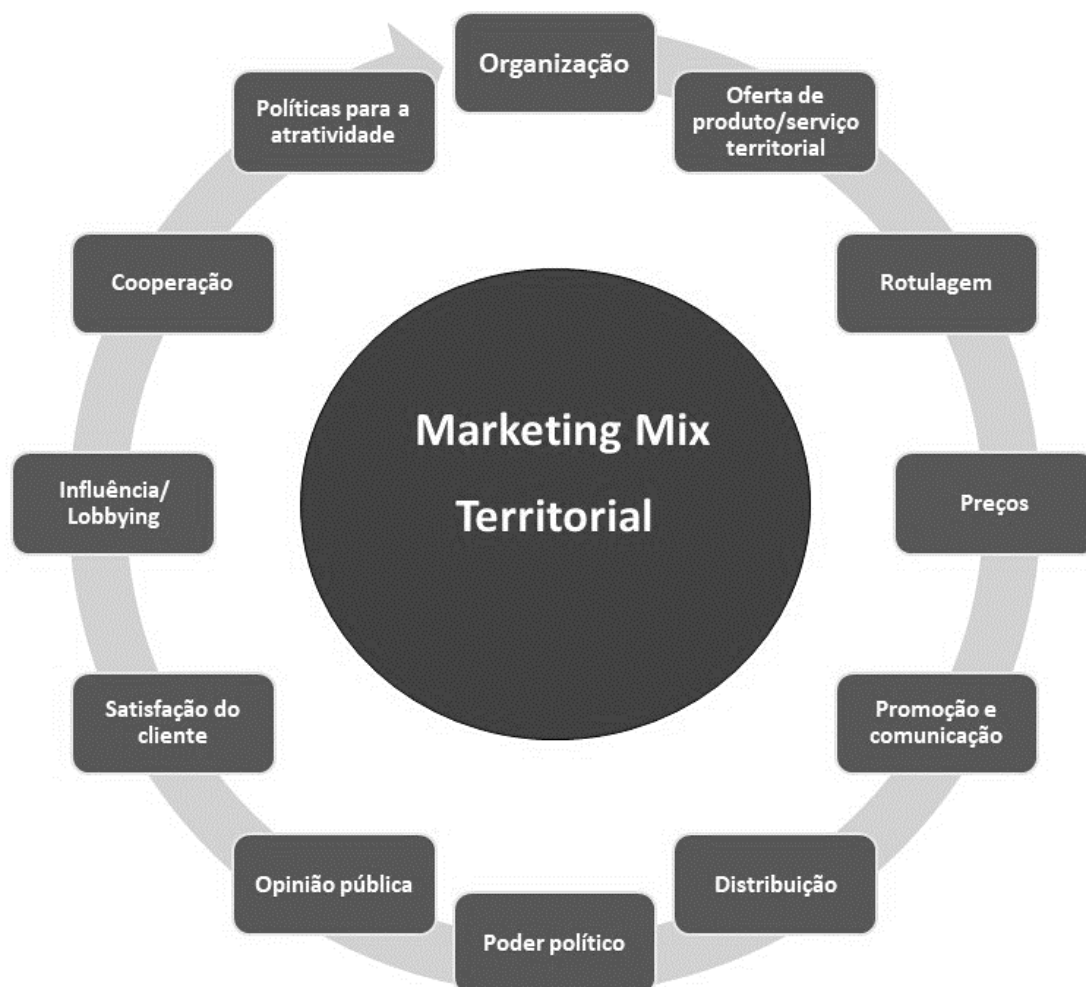 Organização
Oferta de
produto/serviço
territorial
Rotulagem
Preços
Promoção e
comunicação
Distribuição
Poder político
Opinião pública
Satisfação do
cliente
Influência/
Lobbying
Cooperação
Políticas para a
atratividade
Marketing Mix
Territorial